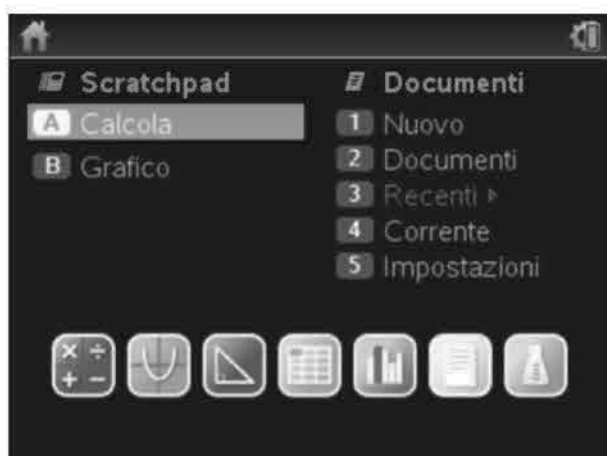 Scratchpad
A Calcola
B Grafico
Documenti
1 Nuovo
2 Documenti
3 Recenti
4 Corrente
5 Impostazioni